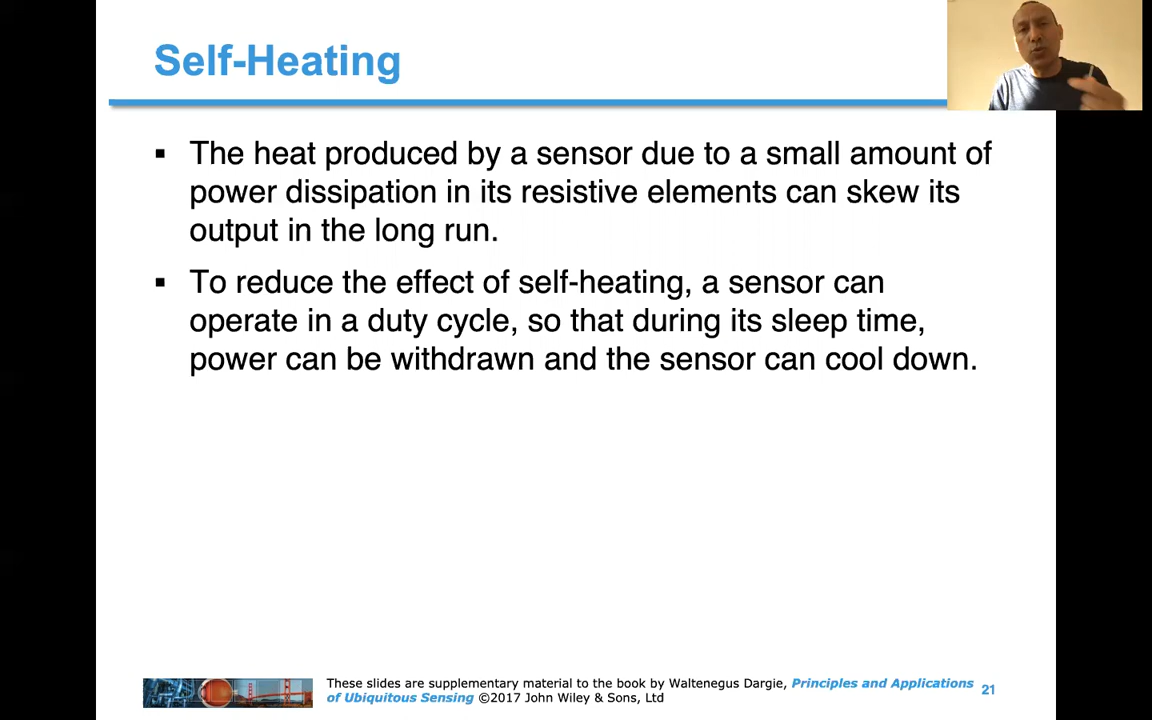 Self-Heating
▪ The heat produced by a sensor due to a small amount of
power dissipation in its resistive elements can skew its
output in the long run.
▪ To reduce the effect of self-heating, a sensor can
operate in a duty cycle, so that during its sleep time,
power can be withdrawn and the sensor can cool down.
These slides are supplementary material to the book by Waltenegus Dargie, Principles and Applications
of Ubiquitous Sensing ©2017 John Wiley & Sons, Ltd
21